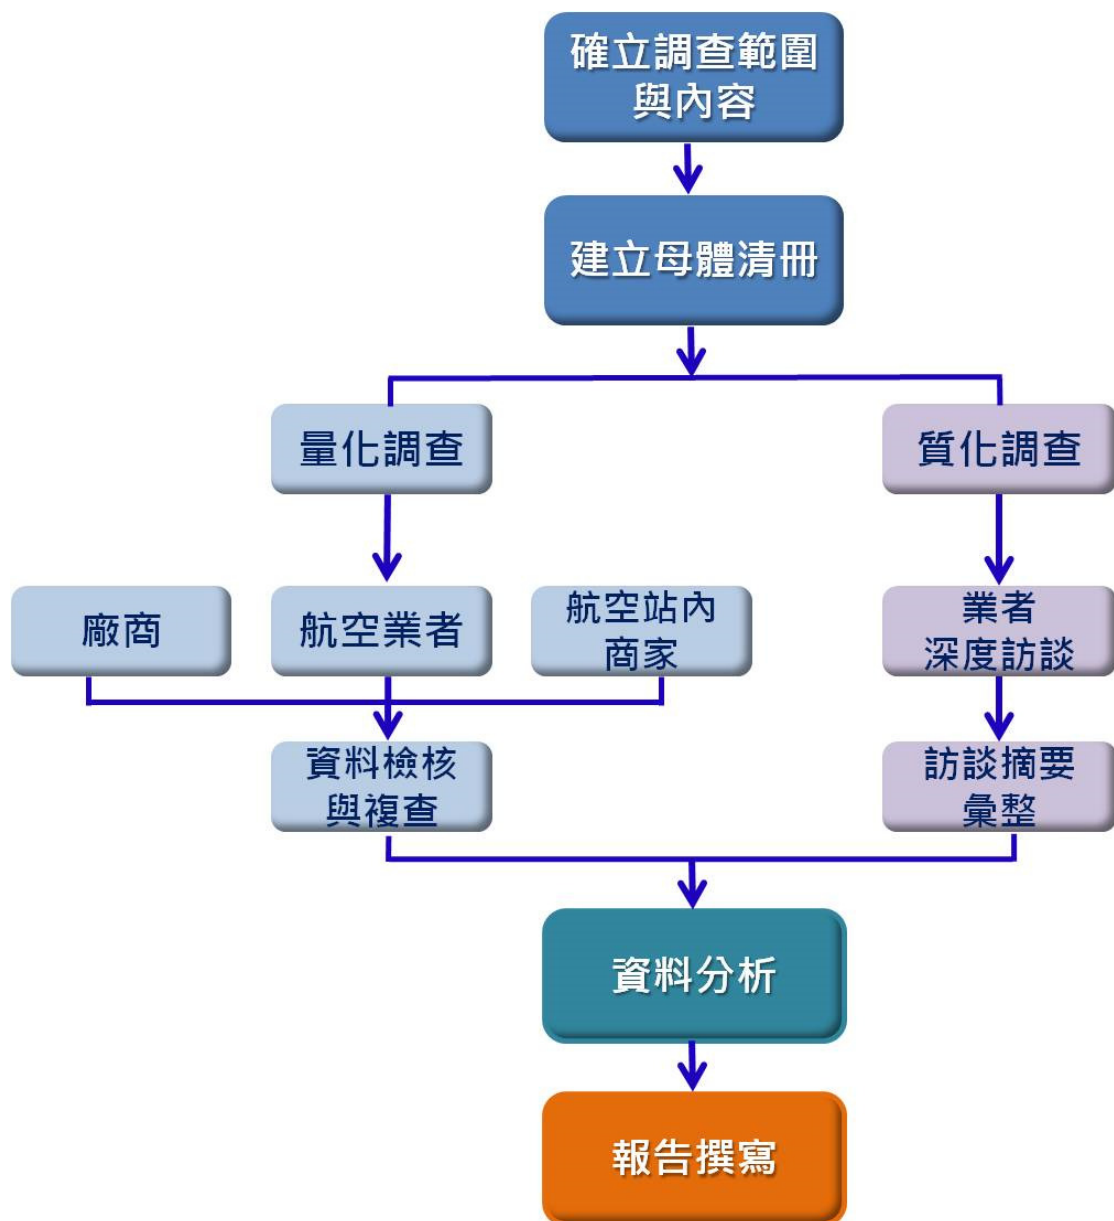 確立調查範圍
與內容
建立母體清冊
量化調查
質化調查
廠商
航空業者
航空站內
商家
業者
深度訪談
資料檢核
與複查
訪談摘要
彙整
資料分析
報告撰寫